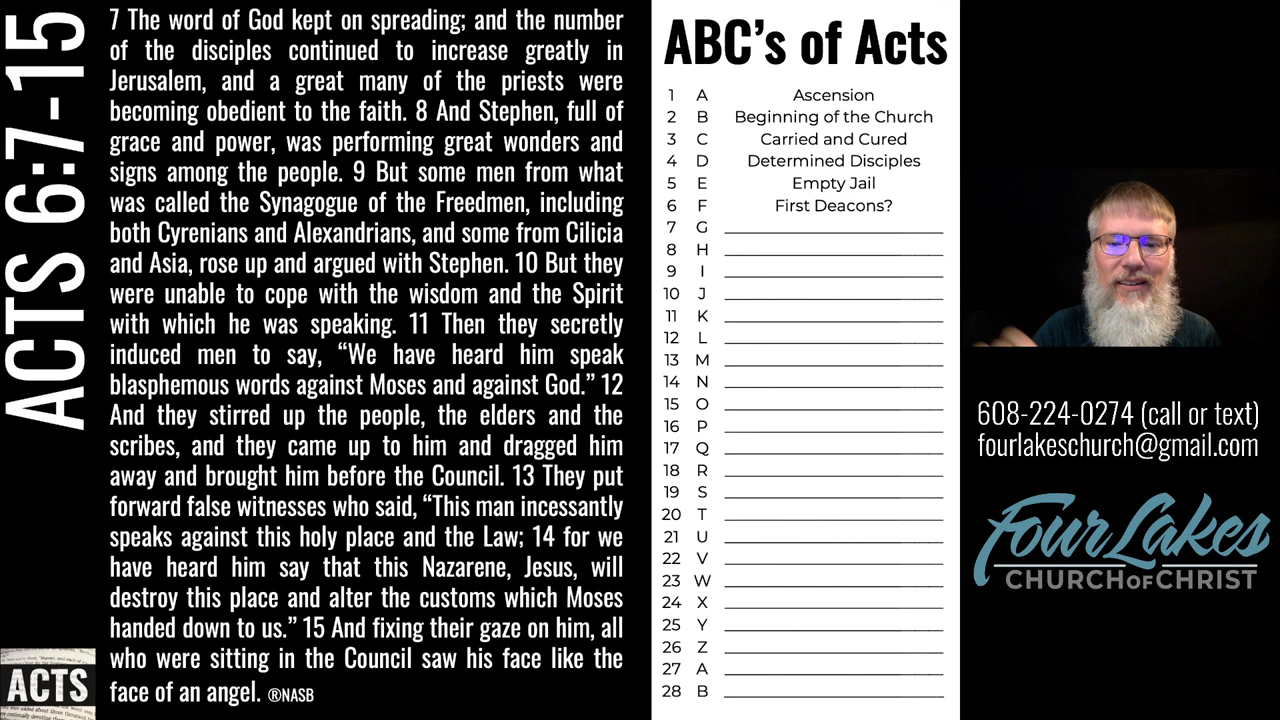 ACTS 6:7-15
7 The word of God kept on spreading; and the number
of the disciples continued to increase greatly in
Jerusalem, and a great many of the priests were
becoming obedient to the faith. 8 And Stephen, full of
grace and power, was performing great wonders and
signs among the people. 9 But some men from what
was called the Synagogue of the Freedmen, including
both Cyrenians and Alexandrians, and some from Cilicia
and Asia, rose up and argued with Stephen. 10 But they
were unable to cope with the wisdom and the Spirit
with which he was speaking. 11 Then they secretly
induced men to say, “We have heard him speak
blasphemous words against Moses and against God.” 12
And they stirred up the people, the elders and the
scribes, and they came up to him and dragged him
away and brought him before the Council. 13 They put
forward false witnesses who said, “This man incessantly
speaks against this holy place and the Law; 14 for we
have heard him say that this Nazarene, Jesus, will
destroy this place and alter the customs which Moses
handed down to us.” 15 And fixing their gaze on him, all
who were sitting in the Council saw his face like the
face of an angel. ®NASB
ACTS
ABC’s of Acts
1 A Ascension
2 B Beginning of the Church
3 C Carried and Cured
4 D Determined Disciples
5 E Empty Jail
6 F First Deacons?
7 G
8 H
9 I
10 J
11 K
12 L
13 M
14 N
15 O
16 P
17 Q
18 R
19 S
20 T
21 U
22 V
23 W
24 X
25 Y
26 Z
27 A
28 B
608-224-0274 (call or text)
fourlakeschurch@gmail.com
Four Lakes
CHURCH OF CHRIST